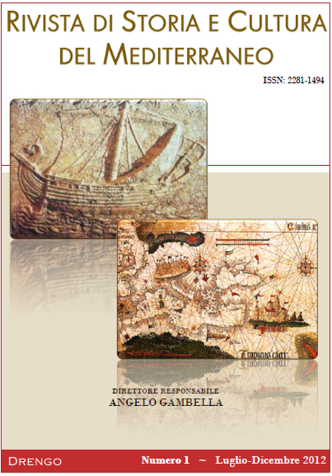 RIVISTA DI STORIA E CULTURA
DEL MEDITERRANEO
ISSN: 2281-1494
DIRETTORE RESPONSABILE
ANGELO GAMBELLA
DRENGO
Numero 1 ~ Luglio-Dicembre 2012